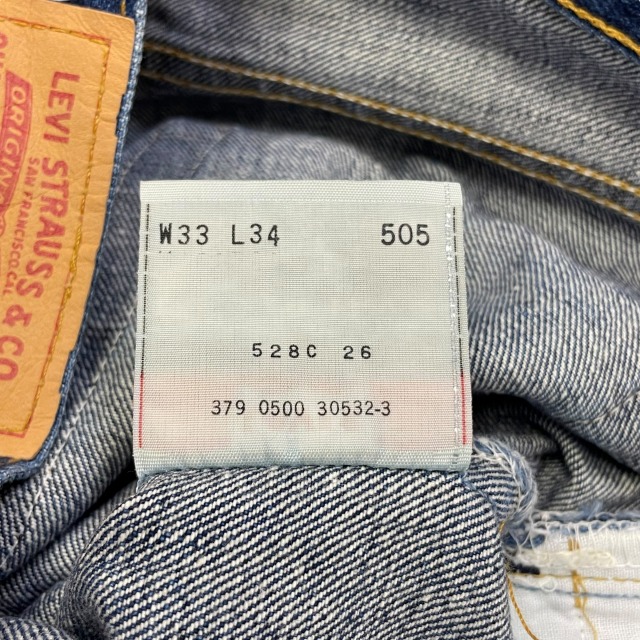 LEVI STRAUSS & CO
SAN FRANCISCO, CAL
W33 L34 505
528C 26
379 0500 30532-3